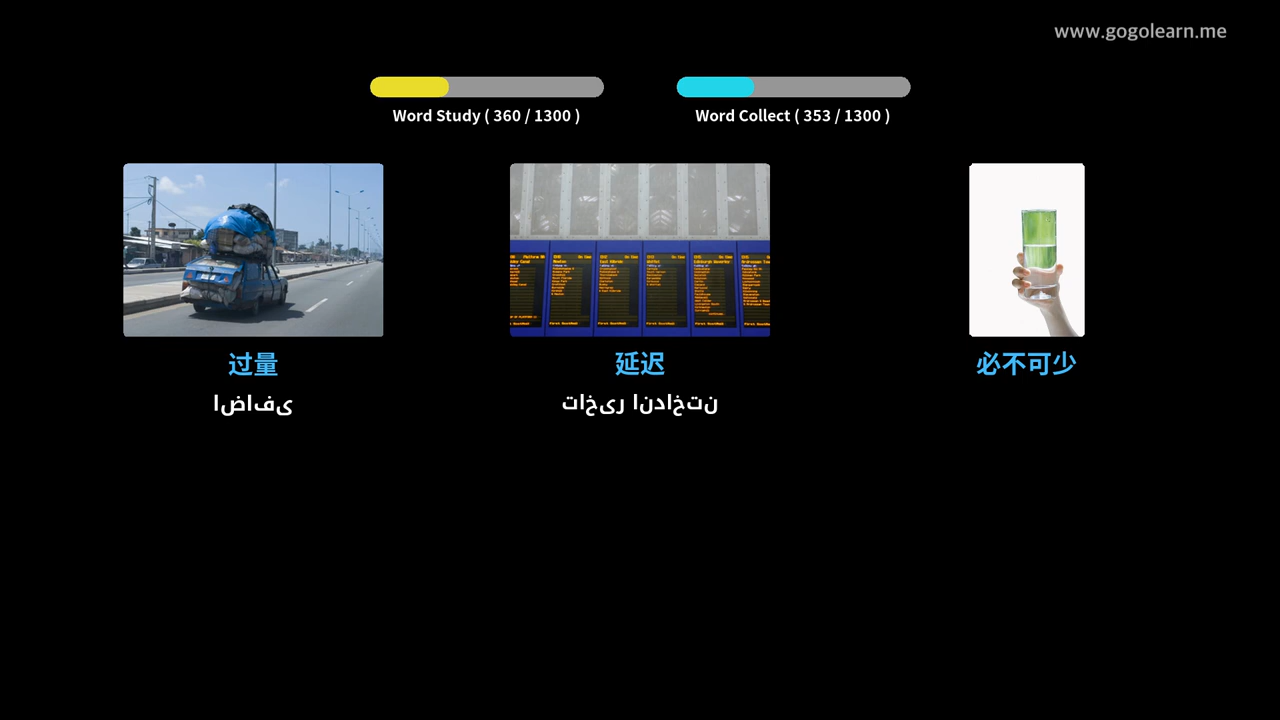 www.gogolearn.me
Word Study ( 360 / 1300 )
Word Collect ( 353 / 1300 )
过量
延迟
必不可少
اضافی
تاخیر انداختن